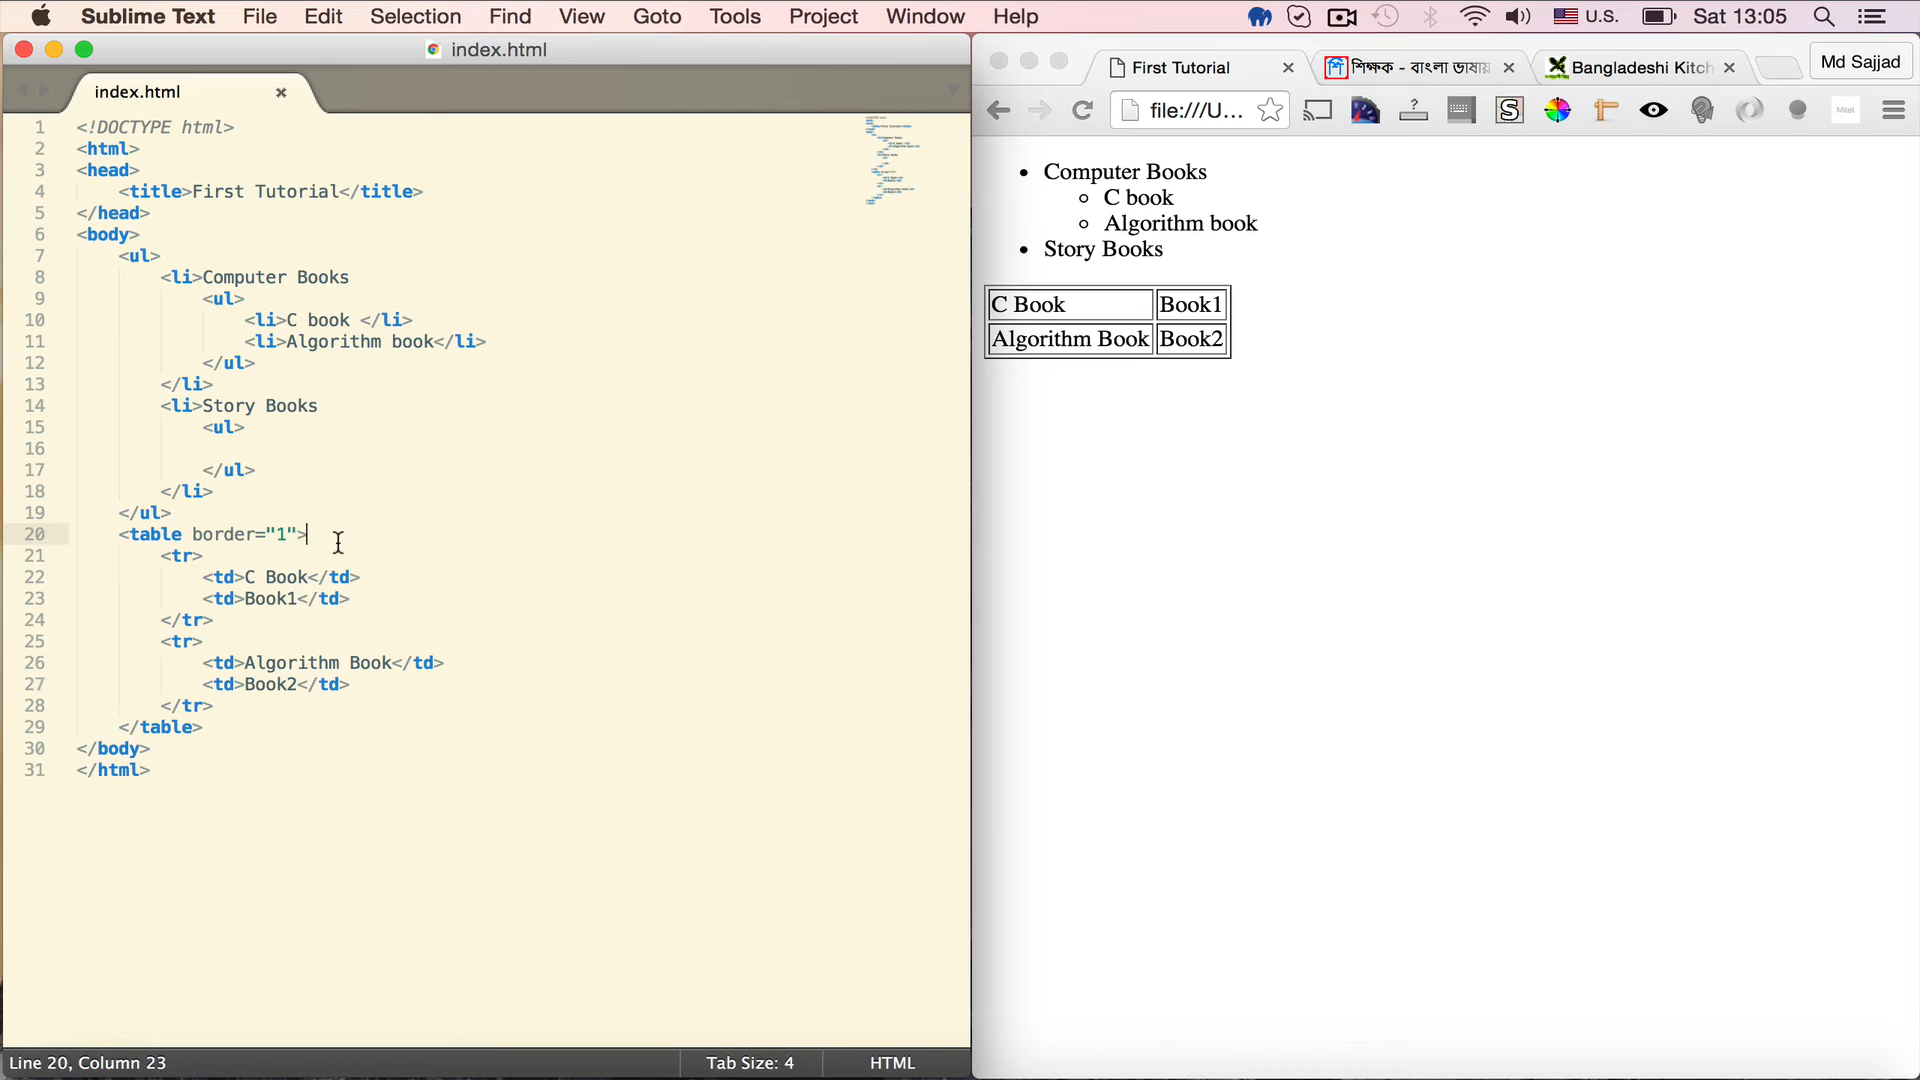 Sublime Text File Edit Selection Find View Goto Tools Project Window Help U.S. Sat 13:05
index.html
index.html
1 <!DOCTYPE html>
2 <html>
3 <head>
4 <title>First Tutorial</title>
5 </head>
6 <body>
7 <ul>
8 <li>Computer Books
9 <ul>
10 <li>C book </li>
11 <li>Algorithm book</li>
12 </ul>
13 </li>
14 <li>Story Books
15 <ul>
16
17 </ul>
18 </li>
19 </ul>
20 <table border="1">
21 <tr>
22 <td>C Book</td>
23 <td>Book1</td>
24 </tr>
25 <tr>
26 <td>Algorithm Book</td>
27 <td>Book2</td>
28 </tr>
29 </table>
30 </body>
31 </html>
Line 20, Column 23 Tab Size: 4 HTML
First Tutorial শি শিক্ষক - বাংলা ভাষায় Bangladeshi Kitch Md Sajjad
file:///U... ? S Mitel
Computer Books
C book
Algorithm book
Story Books
C Book Book1
Algorithm Book Book2